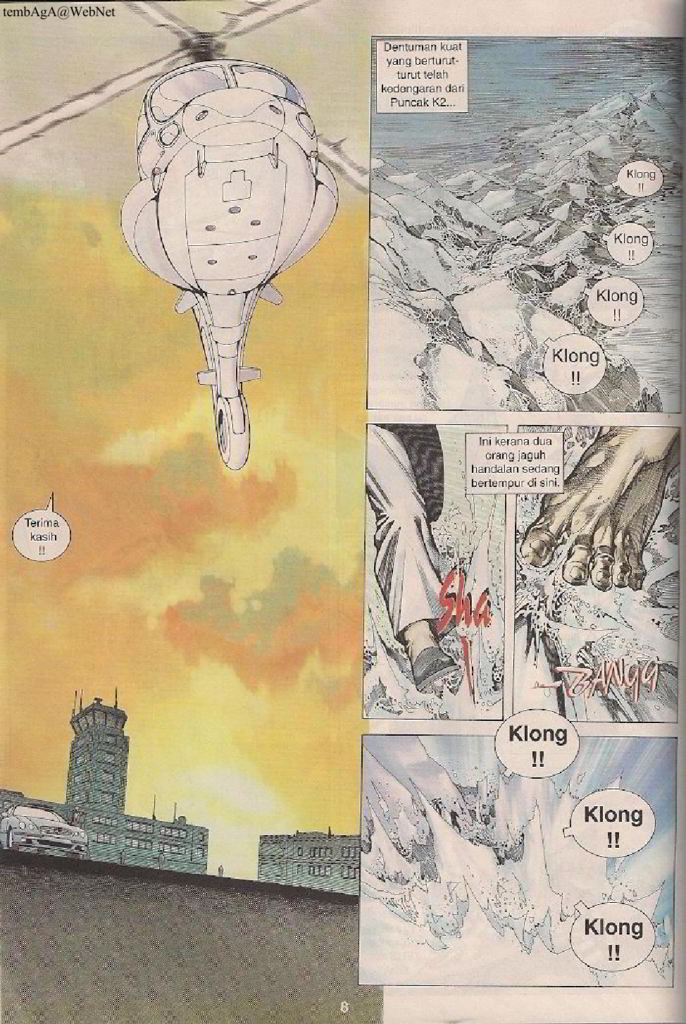 tembAgA@WebNet
Terima
kasih
!!
Dentuman kuat
yang berturut-
turut telah
kedengaran dari
Puncak K2...
Klong
!!
Klong
!!
Klong
!!
Klong
!!
Ini kerana dua
orang jaguh
handalan sedang
bertempur di sini.
Sha
BANGG
Klong
!!
Klong
!!
Klong
!!
8